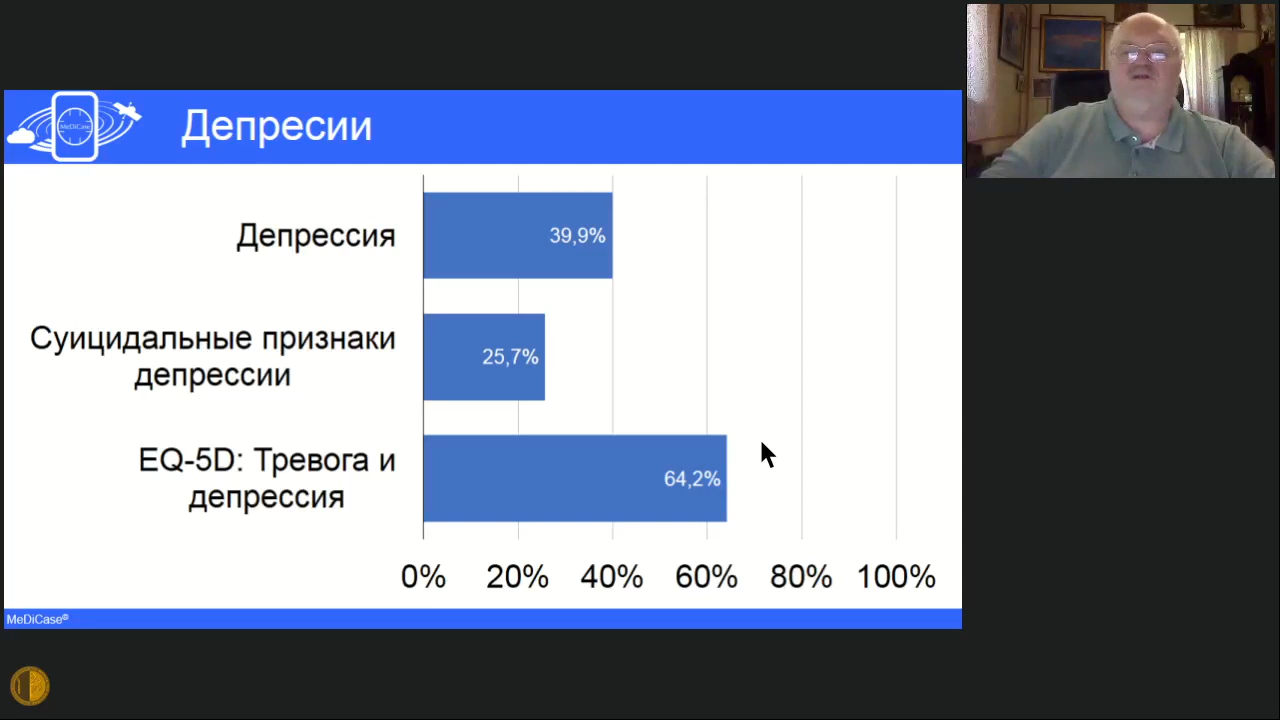 MeDiCase
Депресии
Депрессия
39,9%
Суицидальные признаки
депрессии
25,7%
EQ-5D: Тревога и
депрессия
64,2%
0% 20% 40% 60% 80% 100%
MeDiCase®